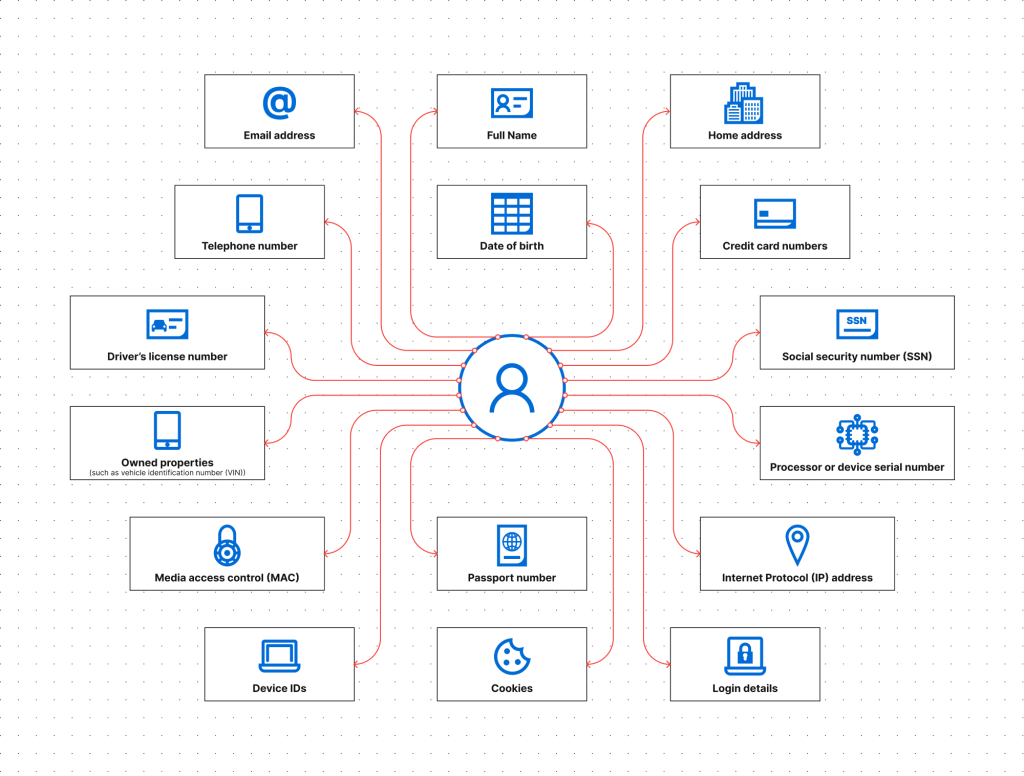 @
Email address
Full Name
Home address
Telephone number
Date of birth
Credit card numbers
Driver’s license number
SSN
Social security number (SSN)
Owned properties
(such as vehicle identification number (VIN))
Processor or device serial number
Media access control (MAC)
Passport number
Internet Protocol (IP) address
Device IDs
Cookies
Login details